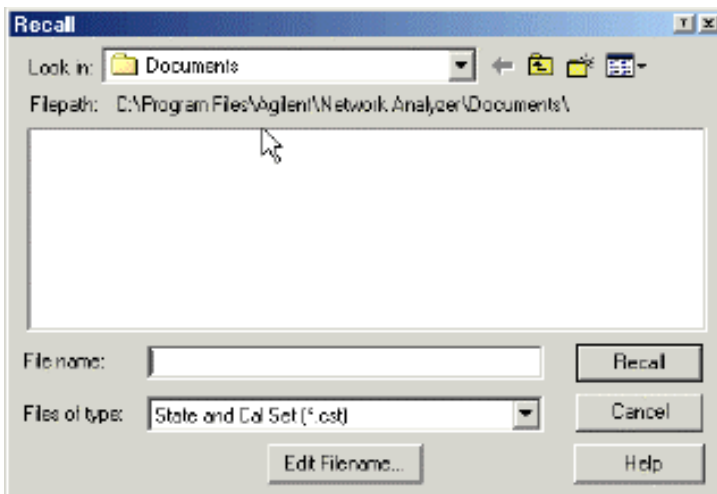 Recall
Look in: Documents
Filepath: C:\Program Files\Agilent\Network Analyzer\Documents\
File name: Recall
Files of type: State and Cal Set (*.cst) Cancel
Edit Filename... Help